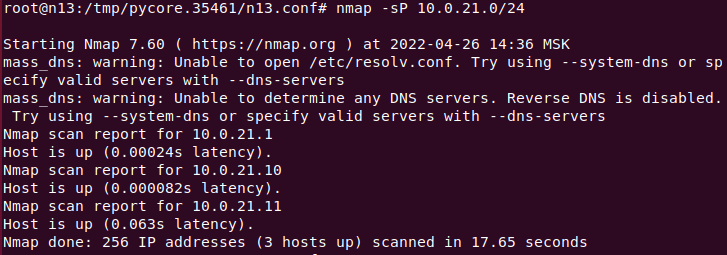 root@n13:/tmp/pycore.35461/n13.conf# nmap -sP 10.0.21.0/24
Starting Nmap 7.60 ( https://nmap.org ) at 2022-04-26 14:36 MSK
mass_dns: warning: Unable to open /etc/resolv.conf. Try using --system-dns or sp
ecify valid servers with --dns-servers
mass_dns: warning: Unable to determine any DNS servers. Reverse DNS is disabled.
 Try using --system-dns or specify valid servers with --dns-servers
Nmap scan report for 10.0.21.1
Host is up (0.00024s latency).
Nmap scan report for 10.0.21.10
Host is up (0.000082s latency).
Nmap scan report for 10.0.21.11
Host is up (0.063s latency).
Nmap done: 256 IP addresses (3 hosts up) scanned in 17.65 seconds